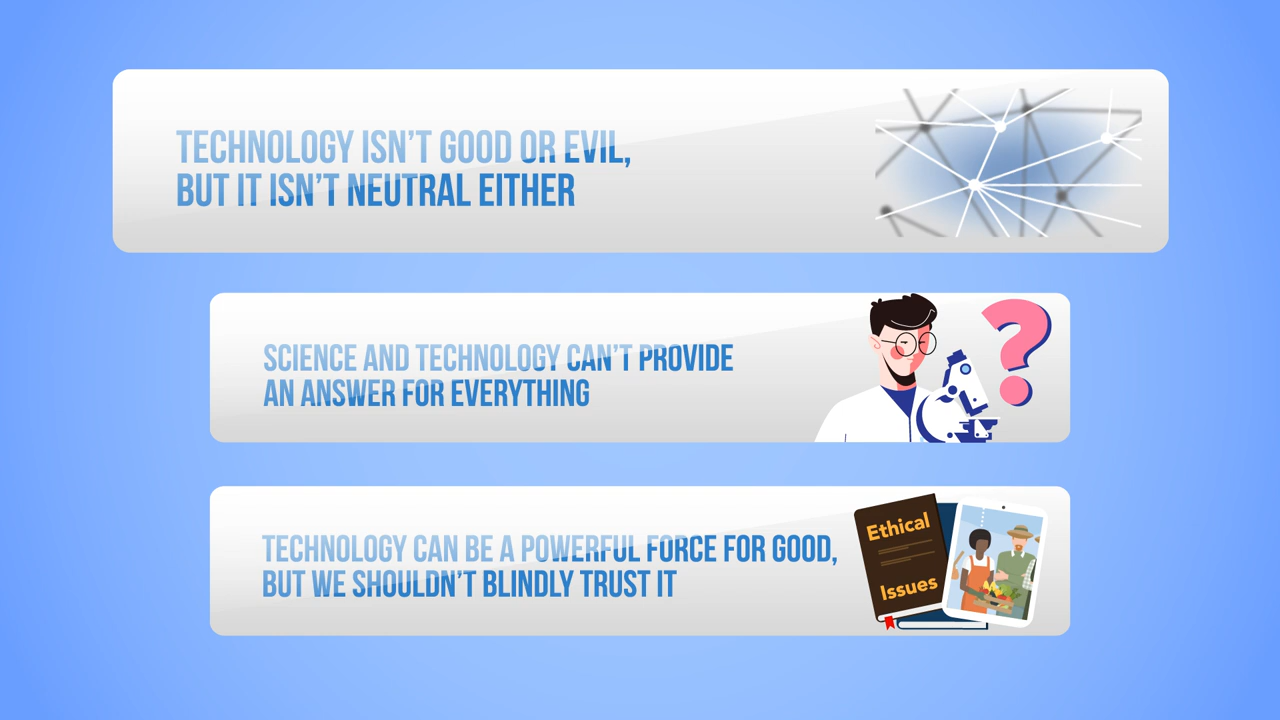 TECHNOLOGY ISN'T GOOD OR EVIL,
BUT IT ISN'T NEUTRAL EITHER
SCIENCE AND TECHNOLOGY CAN'T PROVIDE
AN ANSWER FOR EVERYTHING
?
TECHNOLOGY CAN BE A POWERFUL FORCE FOR GOOD,
BUT WE SHOULDN'T BLINDLY TRUST IT
Ethical
Issues